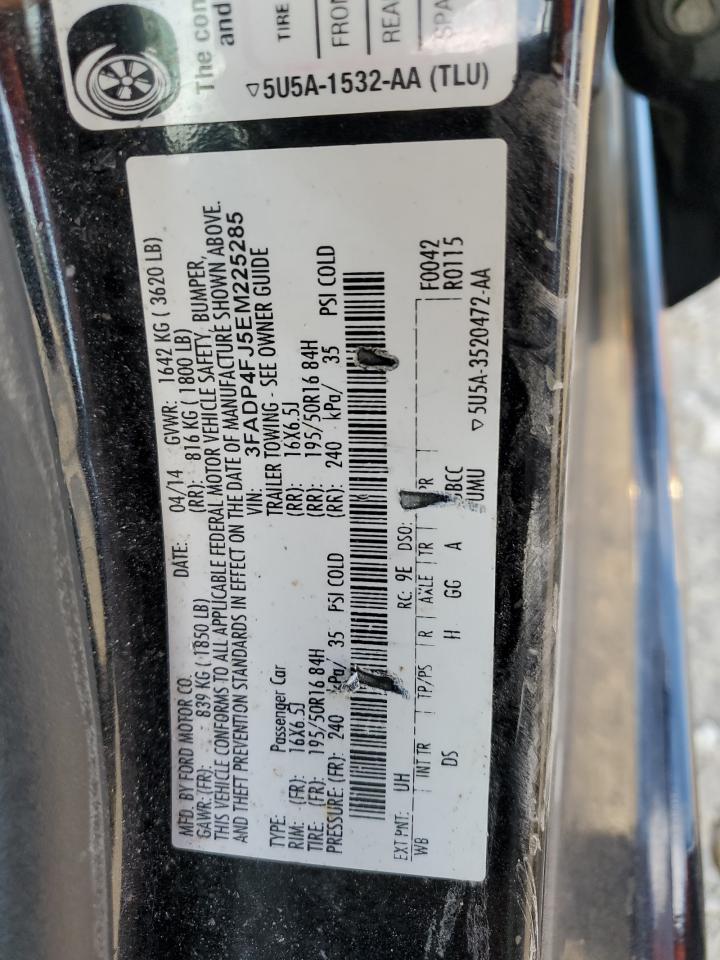 The con
and
TIRE
FRON
REA
SPA
▽5U5A-1532-AA (TLU)
MFD. BY FORD MOTOR CO.
DATE: 04/14 GVWR: 1642 KG ( 3620 LB)
GAWR: (FR): 839 KG ( 1850 LB) (RR): 816 KG ( 1800 LB)
THIS VEHICLE CONFORMS TO ALL APPLICABLE FEDERAL MOTOR VEHICLE SAFETY, BUMPER,
AND THEFT PREVENTION STANDARDS IN EFFECT ON THE DATE OF MANUFACTURE SHOWN ABOVE.
VIN: 3FADP4FJ5EM225285
TYPE: Passenger Car TRAILER TOWING - SEE OWNER GUIDE
RIM: (FR): 16X6.5J (RR): 16X6.5J
TIRE: (FR): 195/50R16 84H (RR): 195/50R16 84H
PRESSURE: (FR): 240 kPa/ 35 PSI COLD (RR): 240 kPa/ 35 PSI COLD
EXT PNT: UH RC: 9E DSO: F0042
WB INT TR TP/PS R AXLE TR PR R0115
DS H GG A BCC
UMU ▽5U5A-3520472-AA